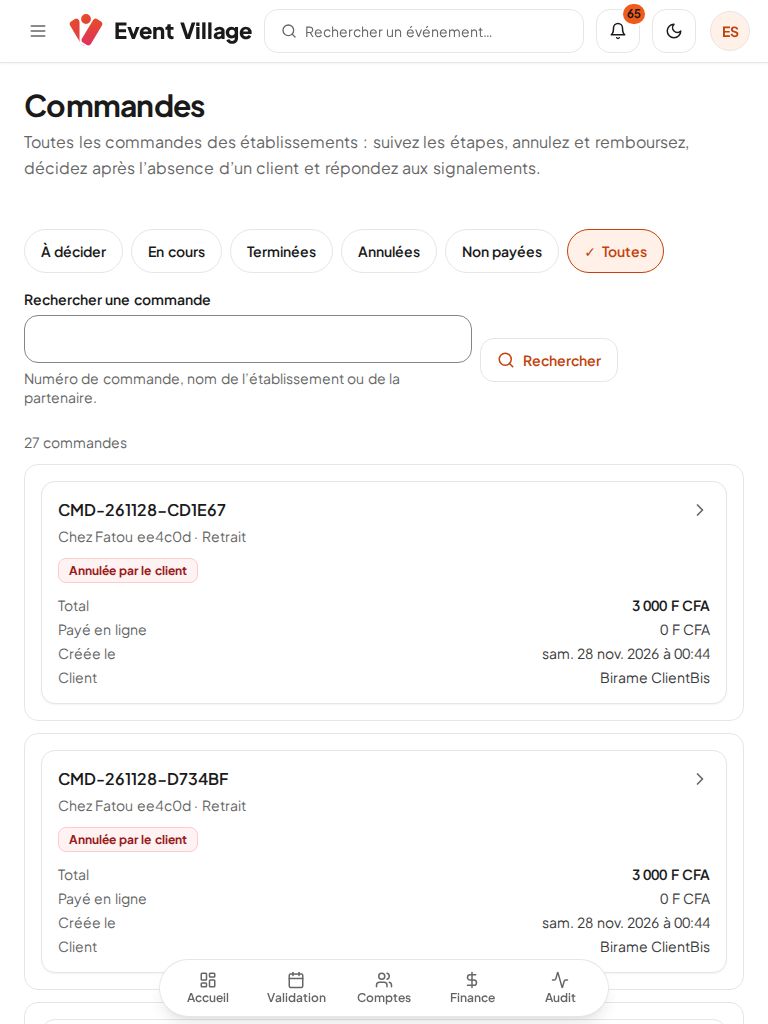 Event Village
Rechercher un événement...
65
ES
Commandes
Toutes les commandes des établissements : suivez les étapes, annulez et remboursez,
décidez après l'absence d'un client et répondez aux signalements.
À décider
En cours
Terminées
Annulées
Non payées
✓ Toutes
Rechercher une commande
Rechercher
Numéro de commande, nom de l'établissement ou de la
partenaire.
27 commandes
CMD-261128-CD1E67
Chez Fatou ee4c0d · Retrait
Annulée par le client
Total 3 000 F CFA
Payé en ligne 0 F CFA
Créée le sam. 28 nov. 2026 à 00:44
Client Birame ClientBis
CMD-261128-D734BF
Chez Fatou ee4c0d · Retrait
Annulée par le client
Total 3 000 F CFA
Payé en ligne 0 F CFA
Créée le sam. 28 nov. 2026 à 00:44
Client Birame ClientBis
Accueil
Validation
Comptes
Finance
Audit